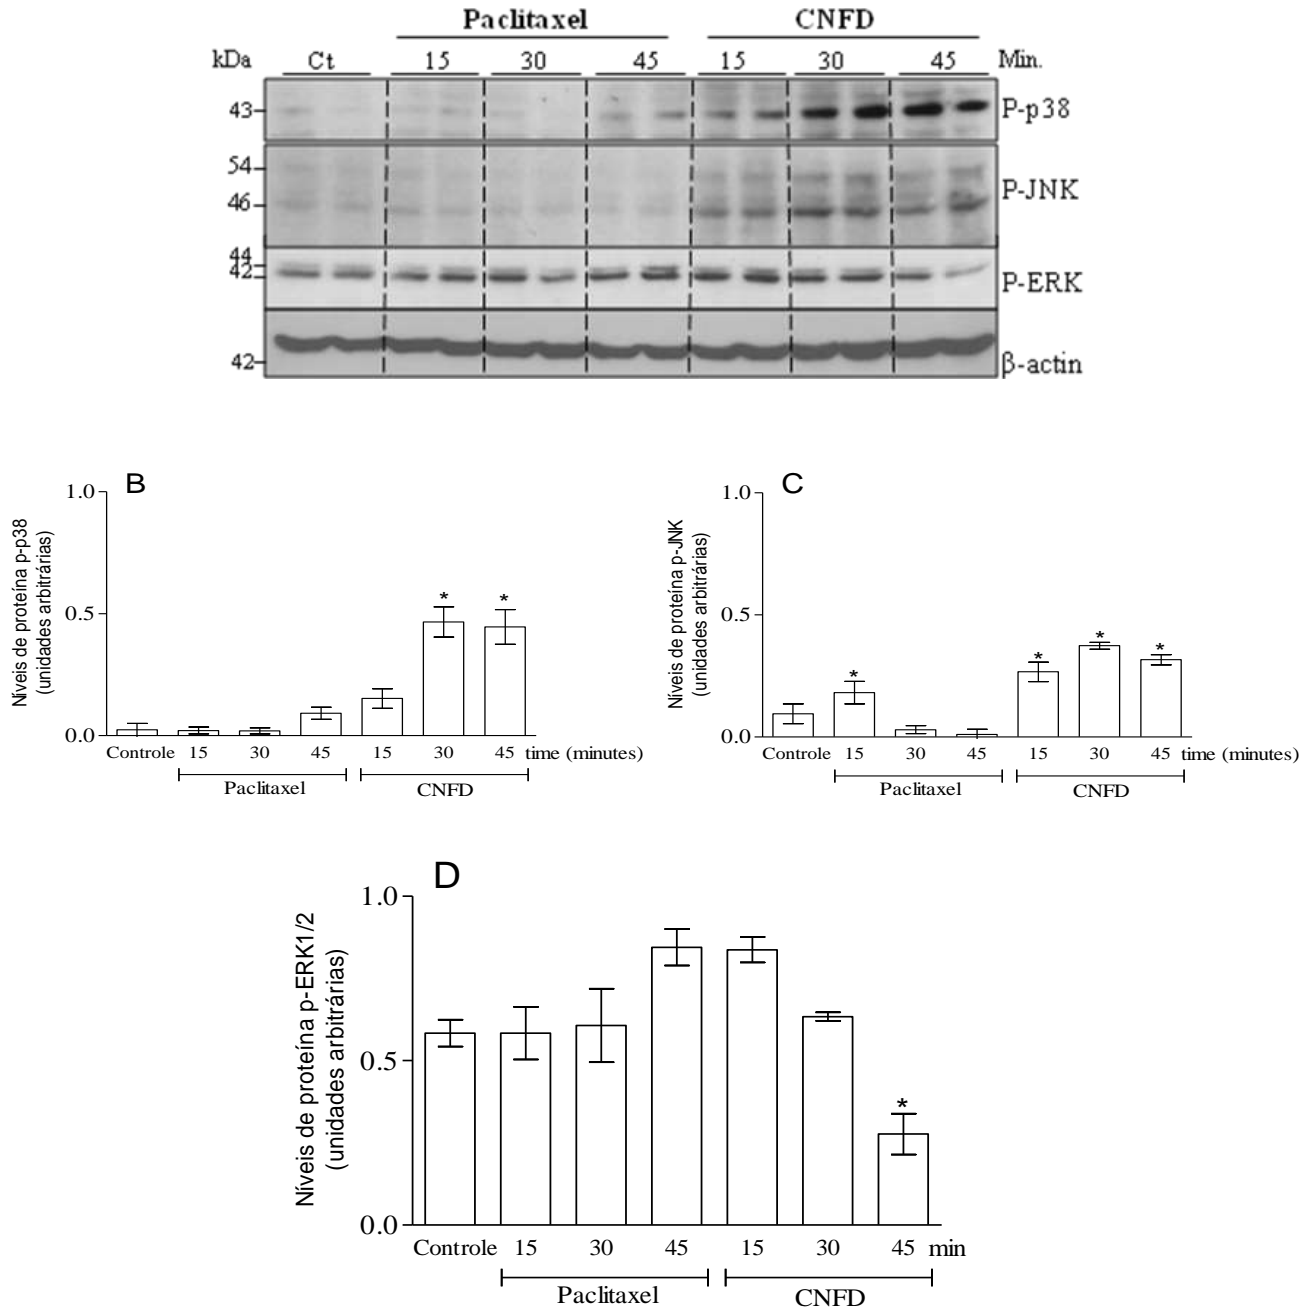 Paclitaxel CNFD
kDa Ct 15 30 45 15 30 45 Min.
43 P-p38
54
46 P-JNK
44
42 P-ERK
42 β-actin
B
Níveis de proteína p-p38
(unidades arbitrárias)
1.0
0.5
0.0
* *
Controle 15 30 45 15 30 45 time (minutes)
Paclitaxel CNFD
C
Níveis de proteína p-JNK
(unidades arbitrárias)
1.0
0.5
0.0
* * * *
Controle 15 30 45 15 30 45 time (minutes)
Paclitaxel CNFD
D
Níveis de proteína p-ERK1/2
(unidades arbitrárias)
1.0
0.5
0.0
*
Controle 15 30 45 15 30 45 min
Paclitaxel CNFD